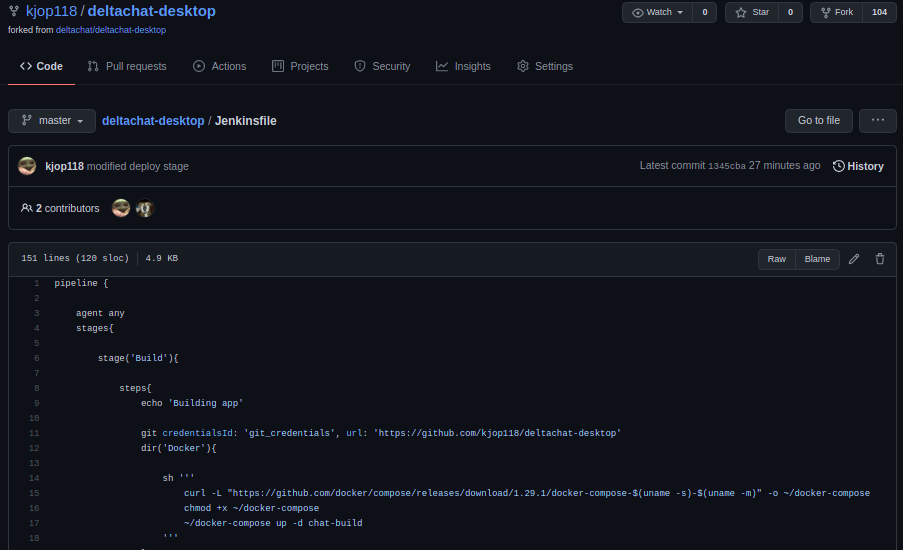 kjop118 / deltachat-desktop
Watch 0 Star 0 Fork 104
forked from deltachat/deltachat-desktop
Code Pull requests Actions Projects Security Insights Settings
master deltachat-desktop / Jenkinsfile Go to file ...
kjop118 modified deploy stage Latest commit 1345cba 27 minutes ago History
2 contributors
151 lines (120 sloc) 4.9 KB Raw Blame
1 pipeline {
2
3 agent any
4 stages{
5
6 stage('Build'){
7
8 steps{
9 echo 'Building app'
10
11 git credentialsId: 'git_credentials', url: 'https://github.com/kjop118/deltachat-desktop'
12 dir('Docker'){
13
14 sh '''
15 curl -L "https://github.com/docker/compose/releases/download/1.29.1/docker-compose-$(uname -s)-$(uname -m)" -o ~/docker-compose
16 chmod +x ~/docker-compose
17 ~/docker-compose up -d chat-build
18 '''